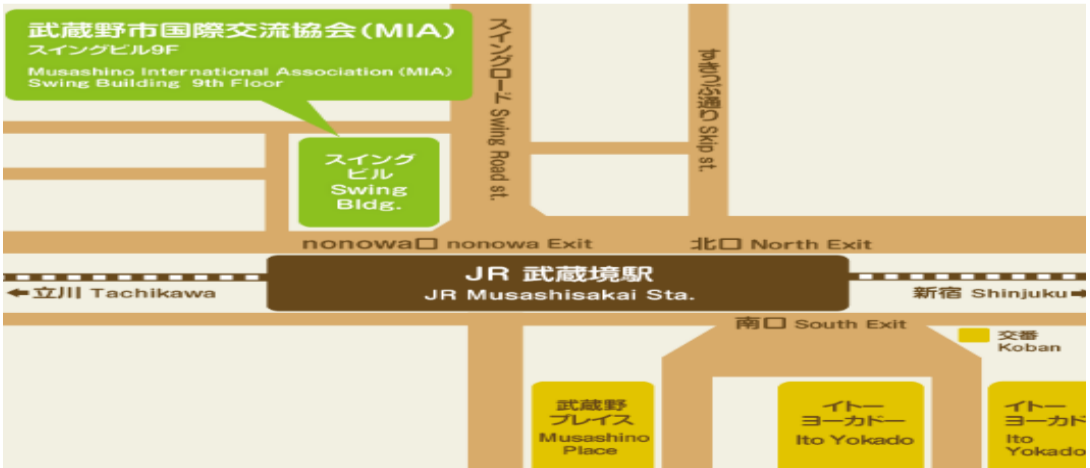 武蔵野市国際交流協会(MIA)
スイングビル9F
Musashino International Association (MIA)
Swing Building 9th Floor
スイングロード Swing Road st.
すきっぷ通り Skip st.
スイング
ビル
Swing
Bldg.
nonowa口 nonowa Exit
北口 North Exit
JR 武蔵境駅
JR Musashisakai Sta.
←立川 Tachikawa
新宿 Shinjuku→
南口 South Exit
交番
Koban
武蔵野
プレイス
Musashino
Place
イトー
ヨーカドー
Ito Yokado
イトー
ヨーカド
Ito
Yokado